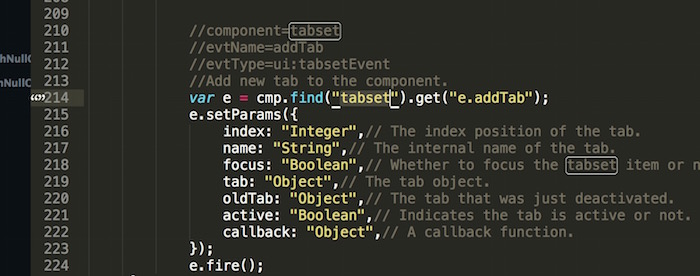 208
209
210 //component=tabset
211 //evtName=addTab
212 //evtType=ui:tabsetEvent
213 //Add new tab to the component.
214 var e = cmp.find("tabset").get("e.addTab");
215 e.setParams({
216 index: "Integer",// The index position of the tab.
217 name: "String",// The internal name of the tab.
218 focus: "Boolean",// Whether to focus the tabset item or n
219 tab: "Object",// The tab object.
220 oldTab: "Object",// The tab that was just deactivated.
221 active: "Boolean",// Indicates the tab is active or not.
222 callback: "Object",// A callback function.
223 });
224 e.fire();